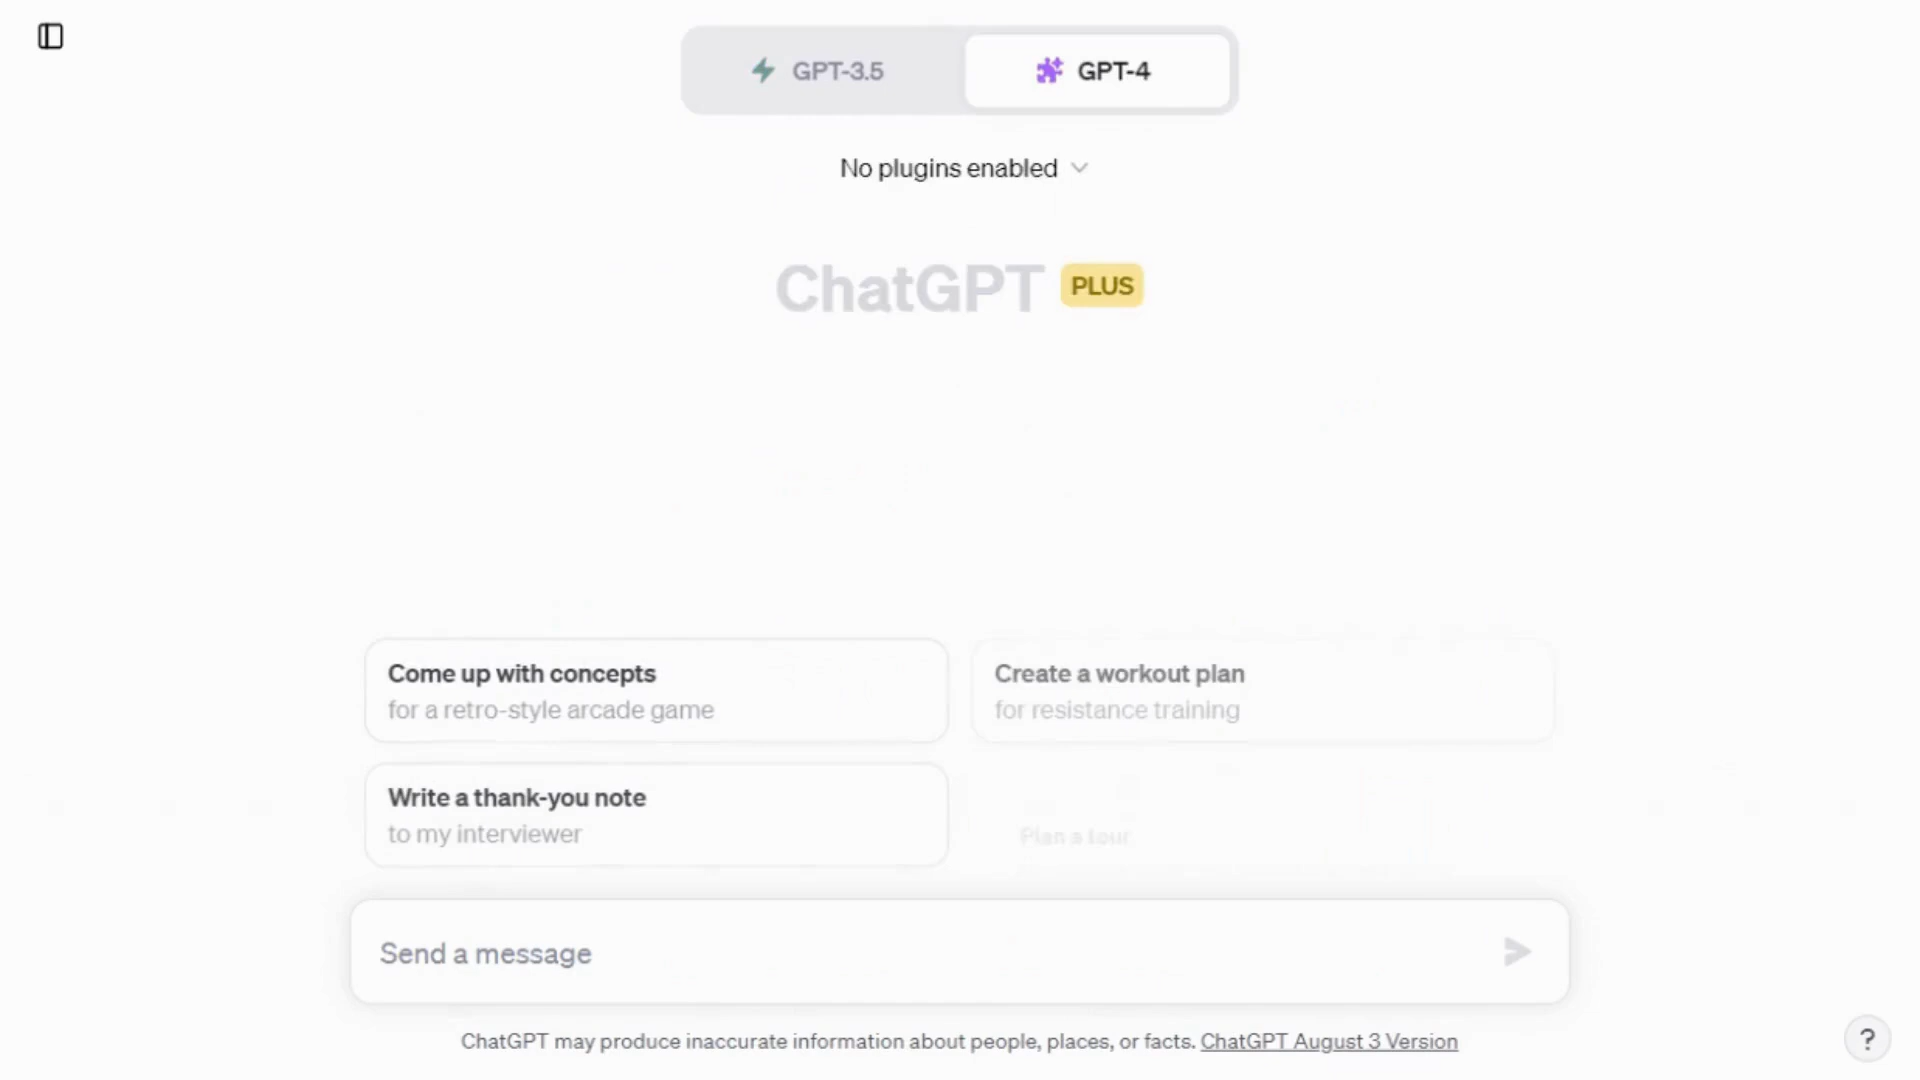 GPT-3.5
GPT-4
No plugins enabled
ChatGPT PLUS
Come up with concepts
for a retro-style arcade game
Create a workout plan
for resistance training
Write a thank-you note
to my interviewer
Plan a tour
Send a message
ChatGPT may produce inaccurate information about people, places, or facts. ChatGPT August 3 Version
?